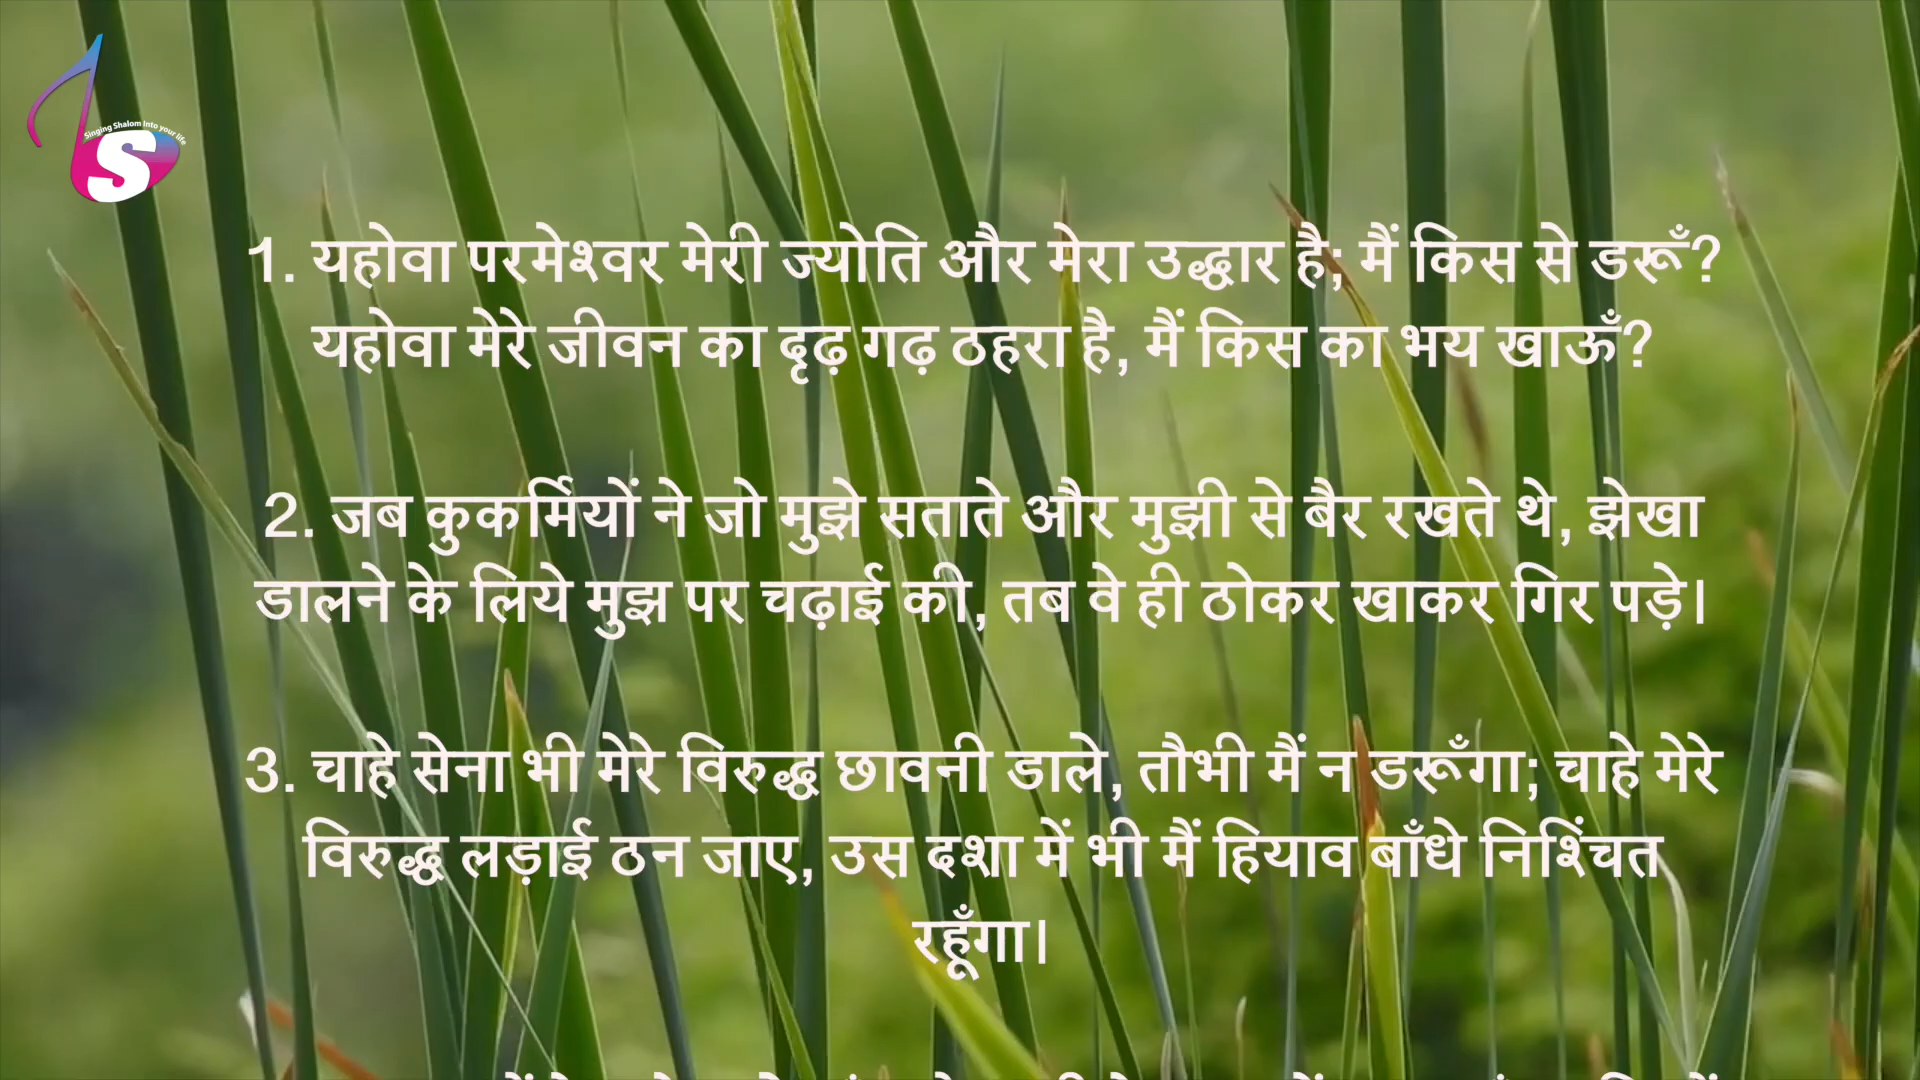 Singing Shalom Into your life
S
1. यहोवा परमेश्वर मेरी ज्योति और मेरा उद्धार है; मैं किस से डरूँ?
यहोवा मेरे जीवन का दृढ़ गढ़ ठहरा है, मैं किस का भय खाऊँ?
2. जब कुकर्मियों ने जो मुझे सताते और मुझी से बैर रखते थे, झेखा
डालने के लिये मुझ पर चढ़ाई की, तब वे ही ठोकर खाकर गिर पड़े|
3. चाहे सेना भी मेरे विरुद्ध छावनी डाले, तौभी मैं न डरूँगा; चाहे मेरे
विरुद्ध लड़ाई ठन जाए, उस दशा में भी मैं हियाव बाँधे निश्चिंत
रहूँगा|